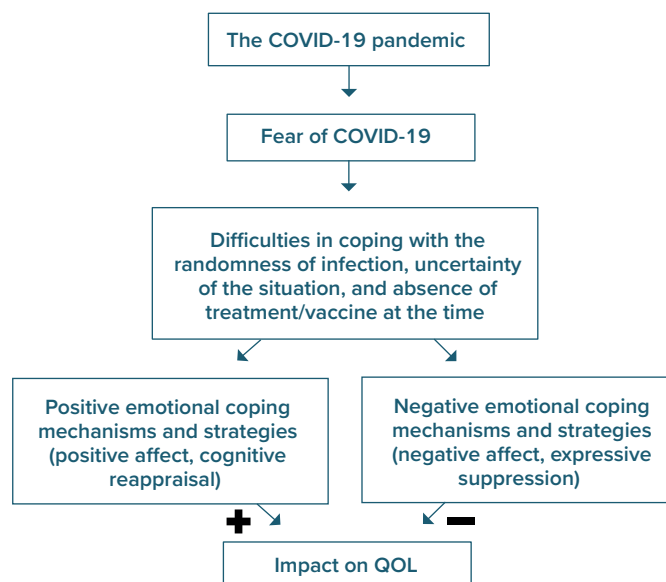 The COVID-19 pandemic
Fear of COVID-19
Difficulties in coping with the
randomness of infection, uncertainty
of the situation, and absence of
treatment/vaccine at the time
Positive emotional coping
mechanisms and strategies
(positive affect, cognitive
reappraisal)
Negative emotional coping
mechanisms and strategies
(negative affect, expressive
suppression)
+
−
Impact on QOL